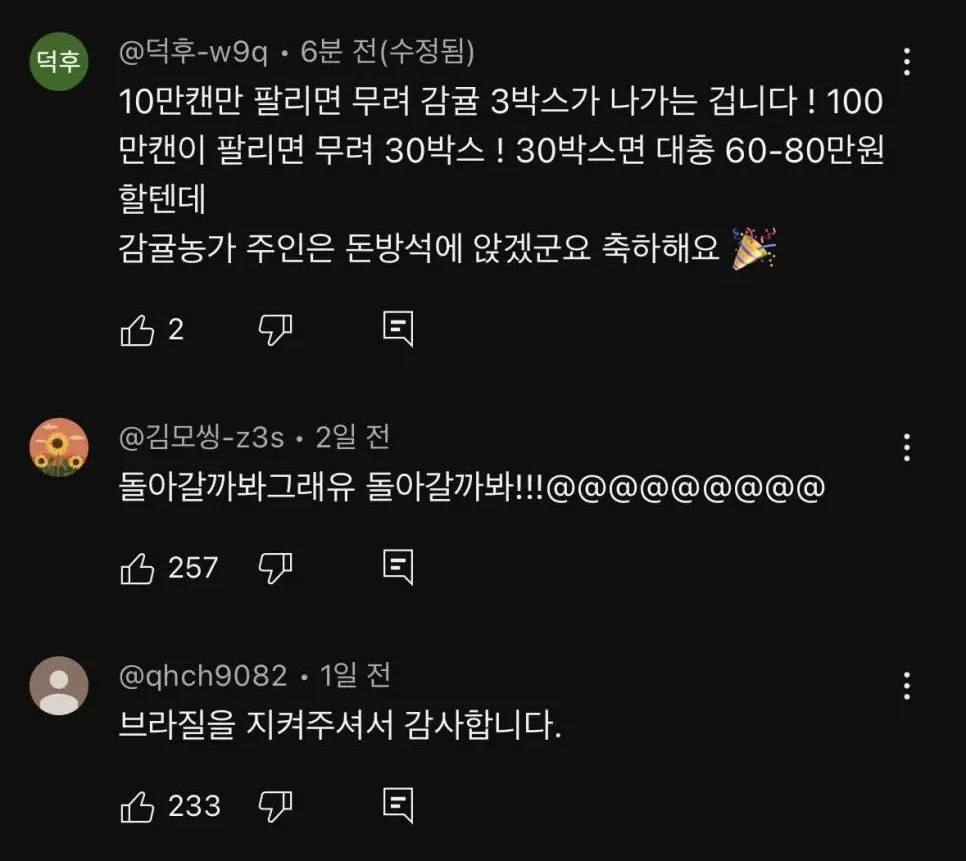 덕후
@덕후-w9q • 6분 전(수정됨)
10만캔만 팔리면 무려 감귤 3박스가 나가는 겁니다 ! 100
만캔이 팔리면 무려 30박스 ! 30박스면 대충 60-80만원
할텐데
감귤농가 주인은 돈방석에 앉겠군요 축하해요 🎉
2
@김모씽-z3s • 2일 전
돌아갈까봐그래유 돌아갈까봐!!!@@@@@@@@@
257
@qhch9082 • 1일 전
브라질을 지켜주셔서 감사합니다.
233